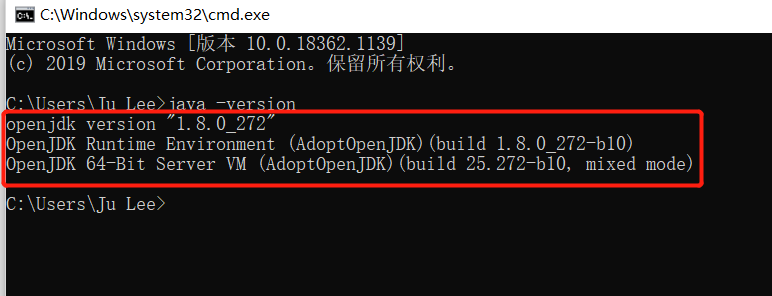 C:\Windows\system32\cmd.exe
Microsoft Windows [版本 10.0.18362.1139]
(c) 2019 Microsoft Corporation。保留所有权利。
C:\Users\Ju Lee>java -version
openjdk version "1.8.0_272"
OpenJDK Runtime Environment (AdoptOpenJDK)(build 1.8.0_272-b10)
OpenJDK 64-Bit Server VM (AdoptOpenJDK)(build 25.272-b10, mixed mode)
C:\Users\Ju Lee>